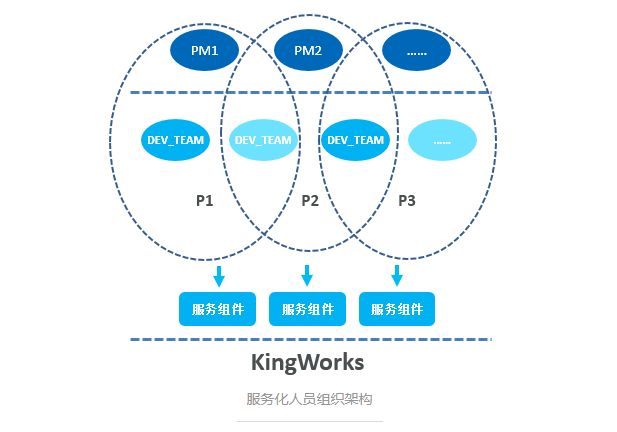 PM1 PM2 ......
DEV_TEAM DEV_TEAM DEV_TEAM ......
P1 P2 P3
服务组件 服务组件 服务组件
KingWorks
服务化人员组织架构